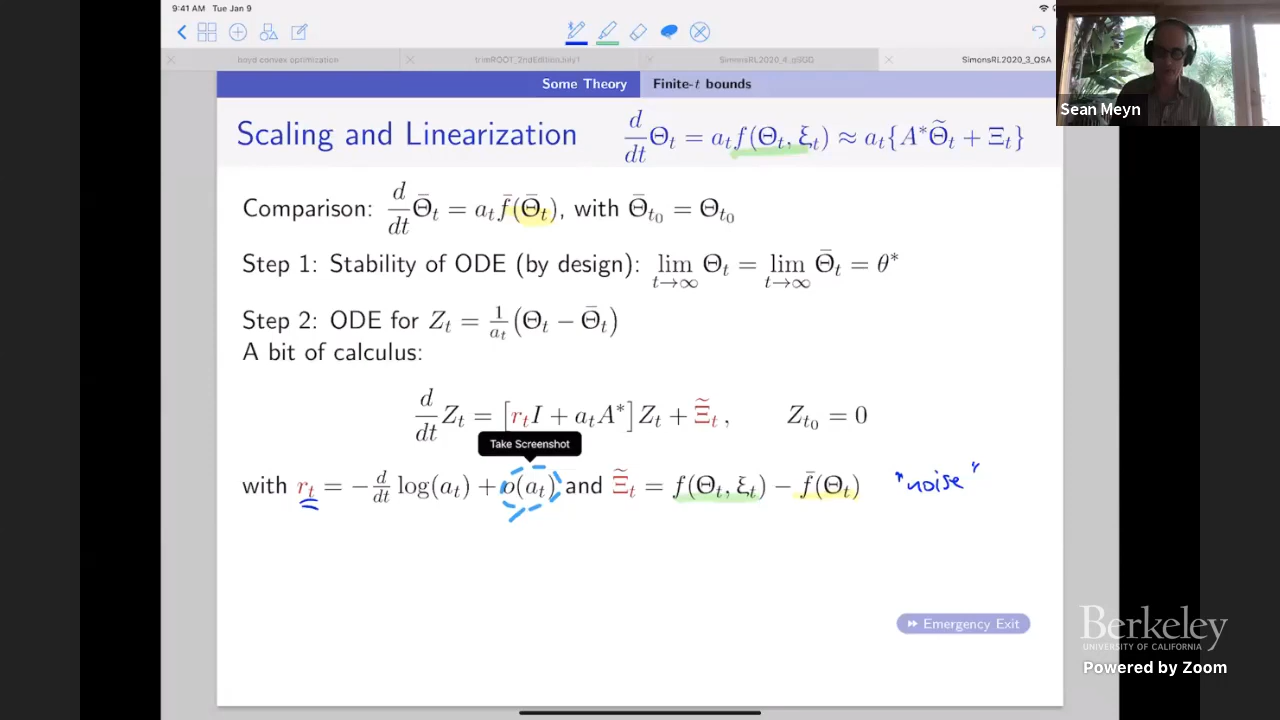 9:41 AM Tue Jan 9
boyd convex optimization
trimROOT_2ndEditionJuly1
SimonsRL2020_4_qSGD
SimonsRL2020_3_QSA
Some Theory
Finite-t bounds
Scaling and Linearization
d/dt Θ_t = a_t f(Θ_t, ξ_t) ≈ a_t{A*Θ̃_t + Ξ_t}
Comparison: d/dt Θ̄_t = a_t f̄(Θ̄_t), with Θ̄_{t_0} = Θ_{t_0}
Step 1: Stability of ODE (by design): lim_{t→∞} Θ_t = lim_{t→∞} Θ̄_t = θ*
Step 2: ODE for Z_t = 1/a_t (Θ_t − Θ̄_t)
A bit of calculus:
d/dt Z_t = [r_t I + a_t A*] Z_t + Ξ̃_t, Z_{t_0} = 0
Take Screenshot
with r_t = −d/dt log(a_t) + o(a_t) and Ξ̃_t = f(Θ_t, ξ_t) − f̄(Θ_t) "noise"
Emergency Exit
Sean Meyn
Berkeley
UNIVERSITY OF CALIFORNIA
Powered by Zoom